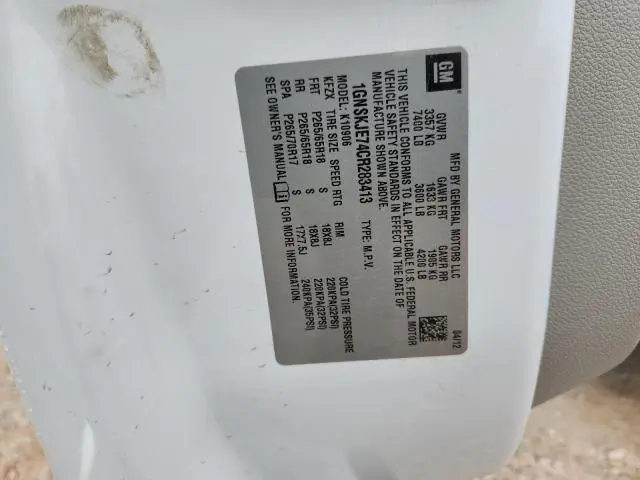 GM
MFD BY GENERAL MOTORS LLC 04/12
GVWR GAWR FRT GAWR RR
3357 KG 1633 KG 1905 KG
7400 LB 3600 LB 4200 LB
THIS VEHICLE CONFORMS TO ALL APPLICABLE U.S. FEDERAL MOTOR
VEHICLE SAFETY STANDARDS IN EFFECT ON THE DATE OF
MANUFACTURE SHOWN ABOVE.
1GNSKJE74CR283413 TYPE: M.P.V.
MODEL: K10906
KFZX TIRE SIZE SPEED RTG RIM COLD TIRE PRESSURE
FRT P265/65R18 S 18X8J 220KPA(32PSI)
RR P265/65R18 S 18X8J 220KPA(32PSI)
SPA P265/70R17 S 17X7.5J 240KPA(35PSI)
SEE OWNER'S MANUAL FOR MORE INFORMATION.